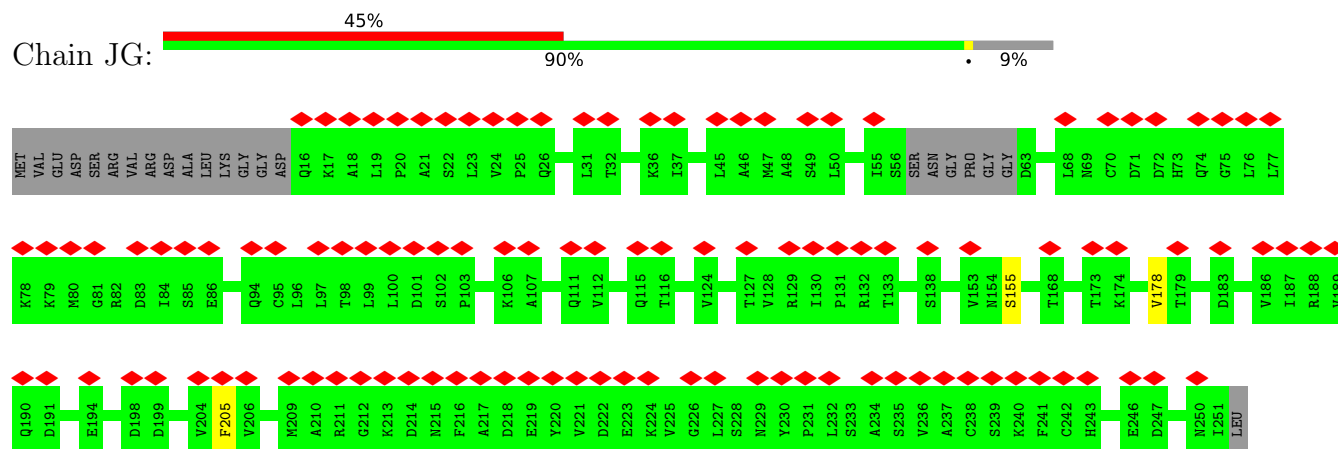 45%
Chain JG:
90% • 9%
MET VAL GLU ASP SER ARG VAL ARG ASP ALA LEU LYS GLY GLY ASP Q16 K17 A18 L19 P20 A21 S22 L23 V24 P25 Q26 L31 T32 K36 I37 L45 A46 M47 A48 S49 L50 I55 S56 SER ASN GLY PRO GLY GLY D63 L68 N69 C70 D71 D72 H73 Q74 G75 L76 L77
K78 K79 M80 G81 R82 D83 I84 S85 E86 Q94 C95 L96 L97 T98 L99 L100 D101 S102 P103 K106 A107 Q111 V112 Q115 T116 V124 T127 V128 R129 I130 P131 R132 T133 S138 V153 N154 S155 T168 T173 K174 V178 T179 D183 V186 I187 R188 V189
Q190 D191 E194 D198 D199 V204 F205 V206 M209 A210 R211 G212 K213 D214 N215 F216 A217 D218 E219 Y220 V221 D222 E223 K224 V225 G226 L227 S228 N229 Y230 P231 L232 S233 A234 S235 V236 A237 C238 S239 K240 F241 C242 H243 E246 D247 N250 I251 LEU